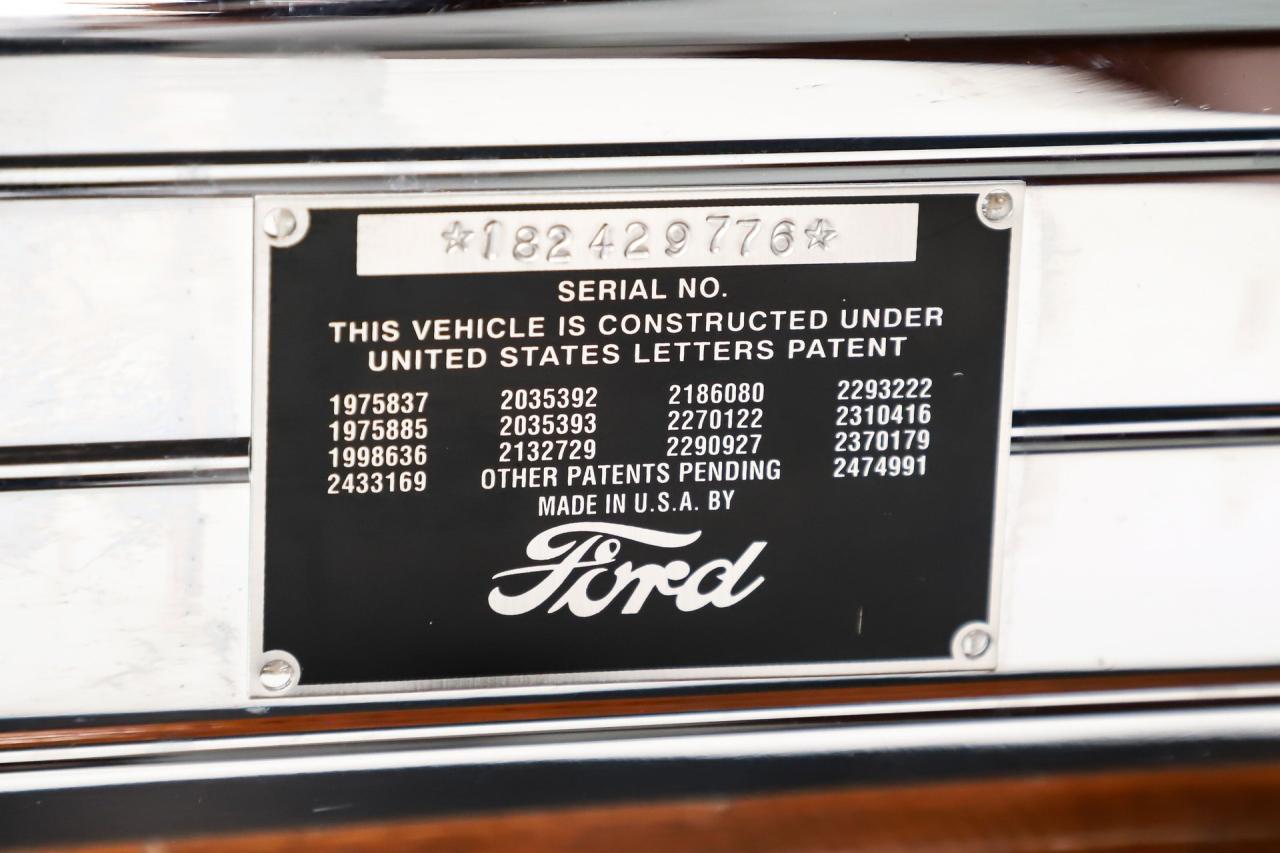 ☆182429776☆
SERIAL NO.
THIS VEHICLE IS CONSTRUCTED UNDER
UNITED STATES LETTERS PATENT
1975837 2035392 2186080 2293222
1975885 2035393 2270122 2310416
1998636 2132729 2290927 2370179
2433169 OTHER PATENTS PENDING 2474991
MADE IN U.S.A. BY
Ford